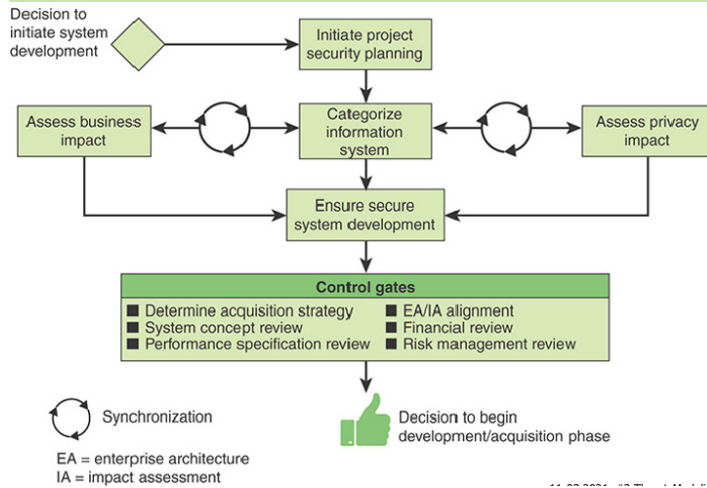 Decision to
initiate system
development
Initiate project
security planning
Assess business
impact
Categorize
information
system
Assess privacy
impact
Ensure secure
system development
Control gates
■ Determine acquisition strategy
■ System concept review
■ Performance specification review
■ EA/IA alignment
■ Financial review
■ Risk management review
Synchronization
Decision to begin
development/acquisition phase
EA = enterprise architecture
IA = impact assessment